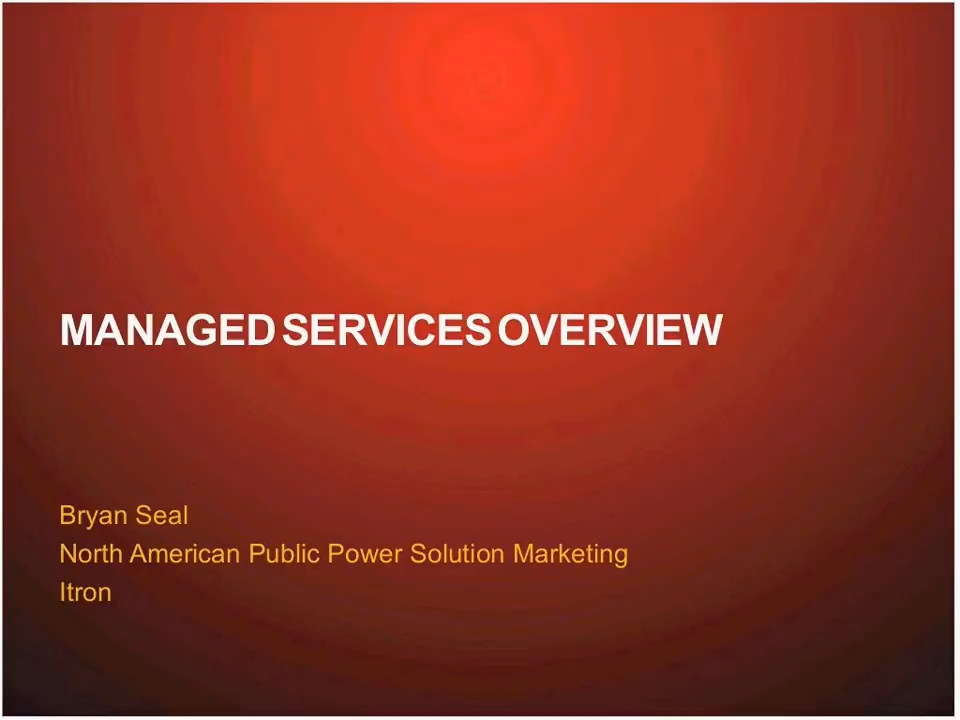 MANAGED SERVICES OVERVIEW
Bryan Seal
North American Public Power Solution Marketing
Itron